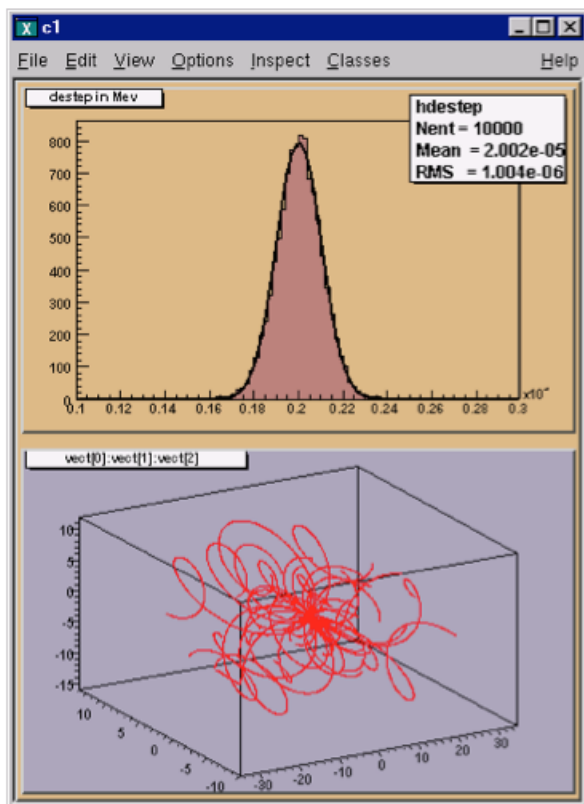 X c1
File Edit View Options Inspect Classes Help
destep in Mev
hdestep
Nent = 10000
Mean = 2.002e-05
RMS = 1.004e-06
800
700
600
500
400
300
200
100
0
0.1 0.12 0.14 0.16 0.18 0.2 0.22 0.24 0.26 0.28 0.3
vect[0]:vect[1]:vect[2]
10
5
0
-5
-10
-15
10 5 0 -5 -10
-30 -20 -10 0 10 20 30